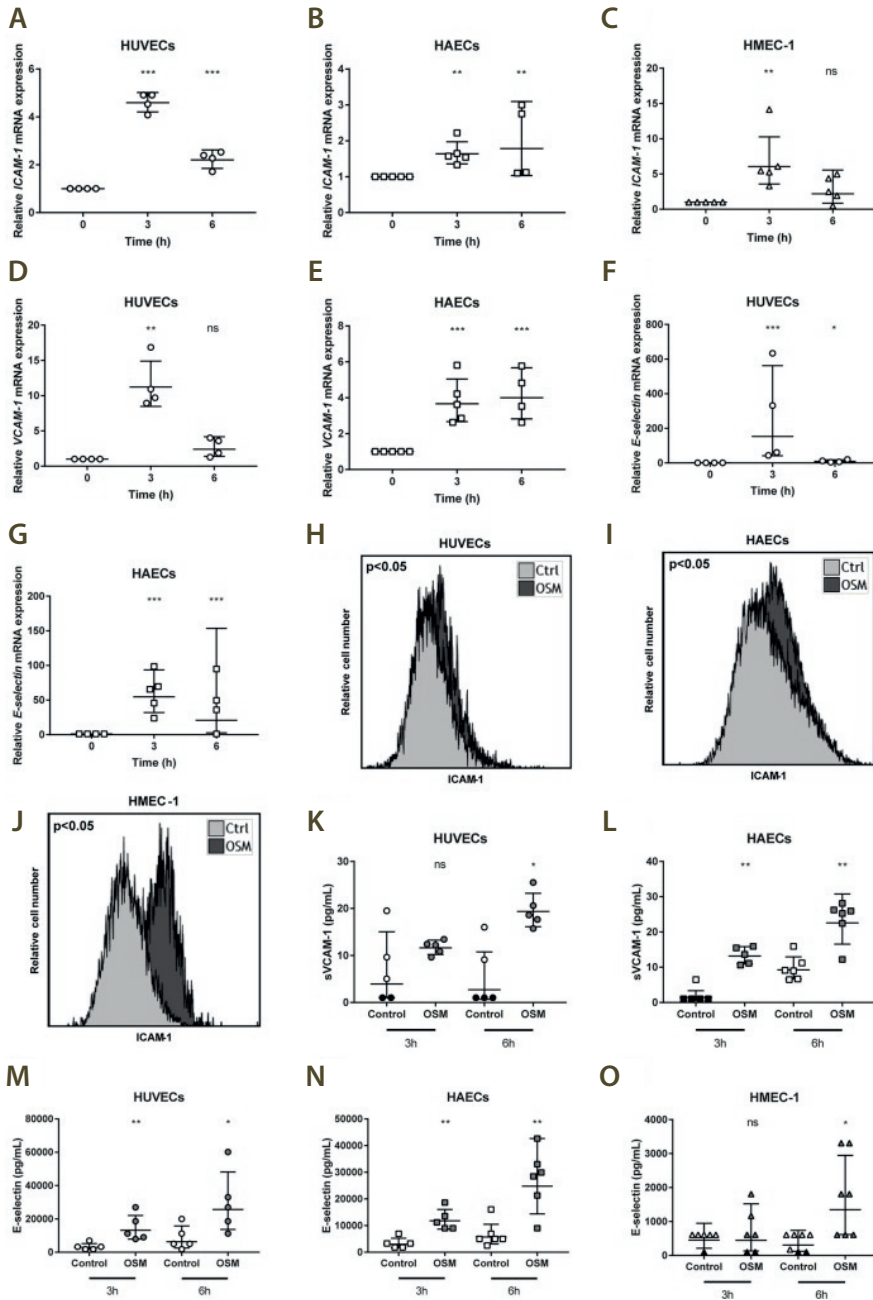 A
HUVECs
Relative ICAM-1 mRNA expression
6
4
2
0
***
***
0
3
6
Time (h)
B
HAECs
Relative ICAM-1 mRNA expression
4
3
2
1
0
**
**
0
3
6
Time (h)
C
HMEC-1
Relative ICAM-1 mRNA expression
20
15
10
5
0
**
ns
0
3
6
Time (h)
D
HUVECs
Relative VCAM-1 mRNA expression
20
15
10
5
0
**
ns
0
3
6
Time (h)
E
HAECs
Relative VCAM-1 mRNA expression
8
6
4
2
0
***
***
0
3
6
Time (h)
F
HUVECs
Relative E-selectin mRNA expression
800
600
400
200
0
***
*
0
3
6
Time (h)
G
HAECs
Relative E-selectin mRNA expression
200
150
100
50
0
***
***
0
3
6
Time (h)
H
HUVECs
p<0.05
Ctrl
OSM
Relative cell number
ICAM-1
I
HAECs
p<0.05
Ctrl
OSM
Relative cell number
ICAM-1
J
HMEC-1
p<0.05
Ctrl
OSM
Relative cell number
ICAM-1
K
HUVECs
sVCAM-1 (pg/mL)
30
20
10
0
ns
*
Control
OSM
Control
OSM
3h
6h
L
HAECs
sVCAM-1 (pg/mL)
40
30
20
10
0
**
**
Control
OSM
Control
OSM
3h
6h
M
HUVECs
E-selectin (pg/mL)
80000
60000
40000
20000
0
**
*
Control
OSM
Control
OSM
3h
6h
N
HAECs
E-selectin (pg/mL)
50000
40000
30000
20000
10000
0
**
**
Control
OSM
Control
OSM
3h
6h
O
HMEC-1
E-selectin (pg/mL)
4000
3000
2000
1000
0
ns
*
Control
OSM
Control
OSM
3h
6h